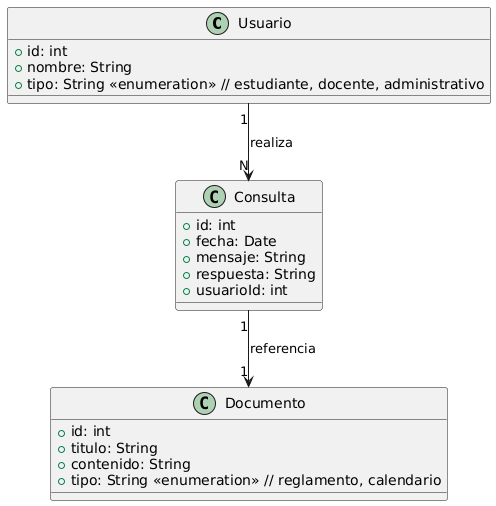 C Usuario
id: int
nombre: String
tipo: String «enumeration» // estudiante, docente, administrativo
1
realiza
N
C Consulta
id: int
fecha: Date
mensaje: String
respuesta: String
usuarioId: int
1
referencia
1
C Documento
id: int
titulo: String
contenido: String
tipo: String «enumeration» // reglamento, calendario